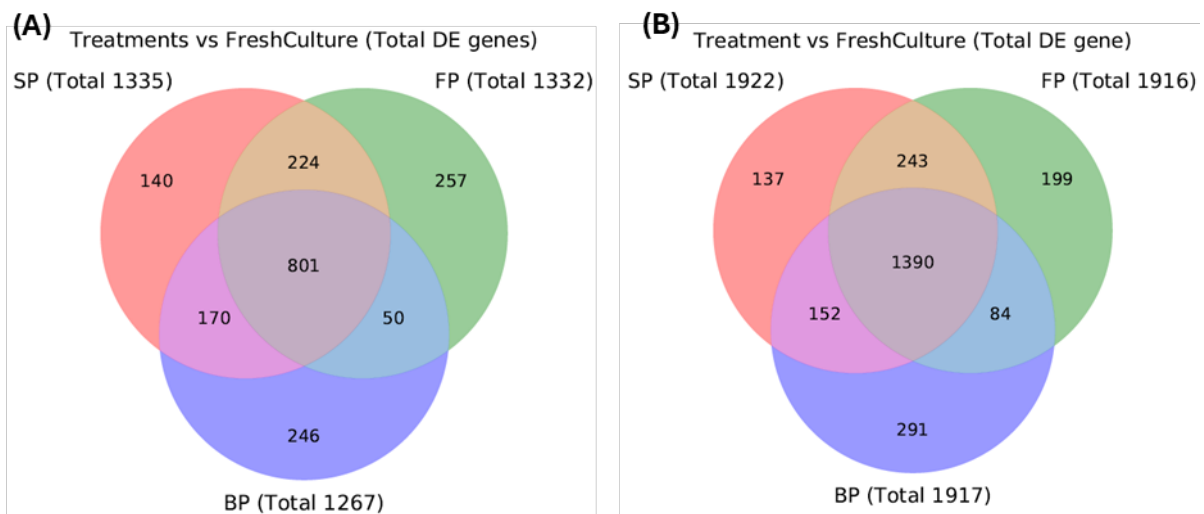 (A)
Treatments vs FreshCulture (Total DE genes)
SP (Total 1335)
FP (Total 1332)
140
224
257
801
170
50
246
BP (Total 1267)
(B)
Treatment vs FreshCulture (Total DE gene)
SP (Total 1922)
FP (Total 1916)
137
243
199
1390
152
84
291
BP (Total 1917)